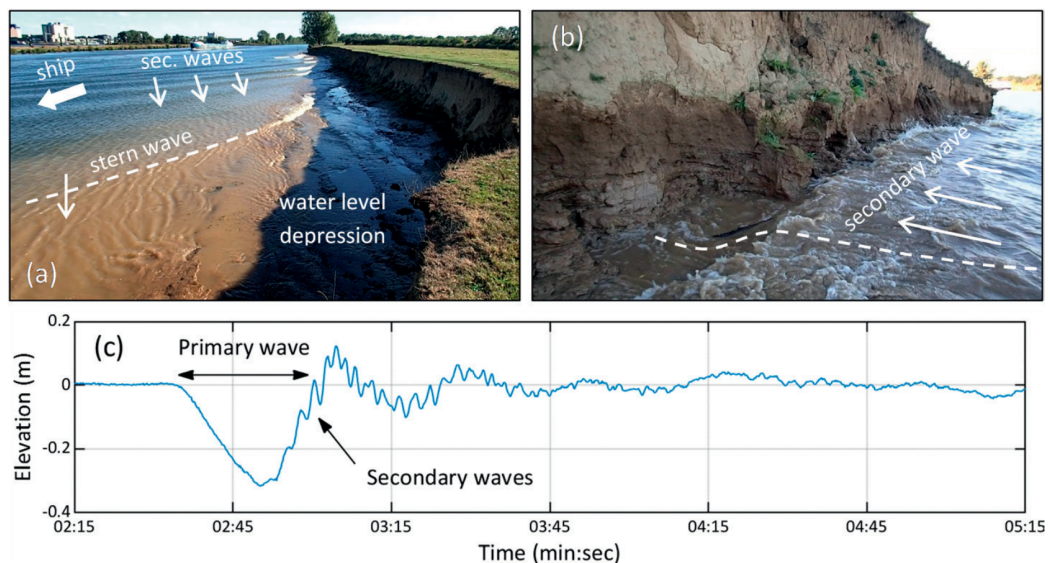 ship
sec. waves
stern wave
water level
depression
(a)
(b)
secondary wave
(c)
Primary wave
Secondary waves
Elevation (m)
0.2
0
-0.2
-0.4
02:15
02:45
03:15
03:45
04:15
04:45
05:15
Time (min:sec)